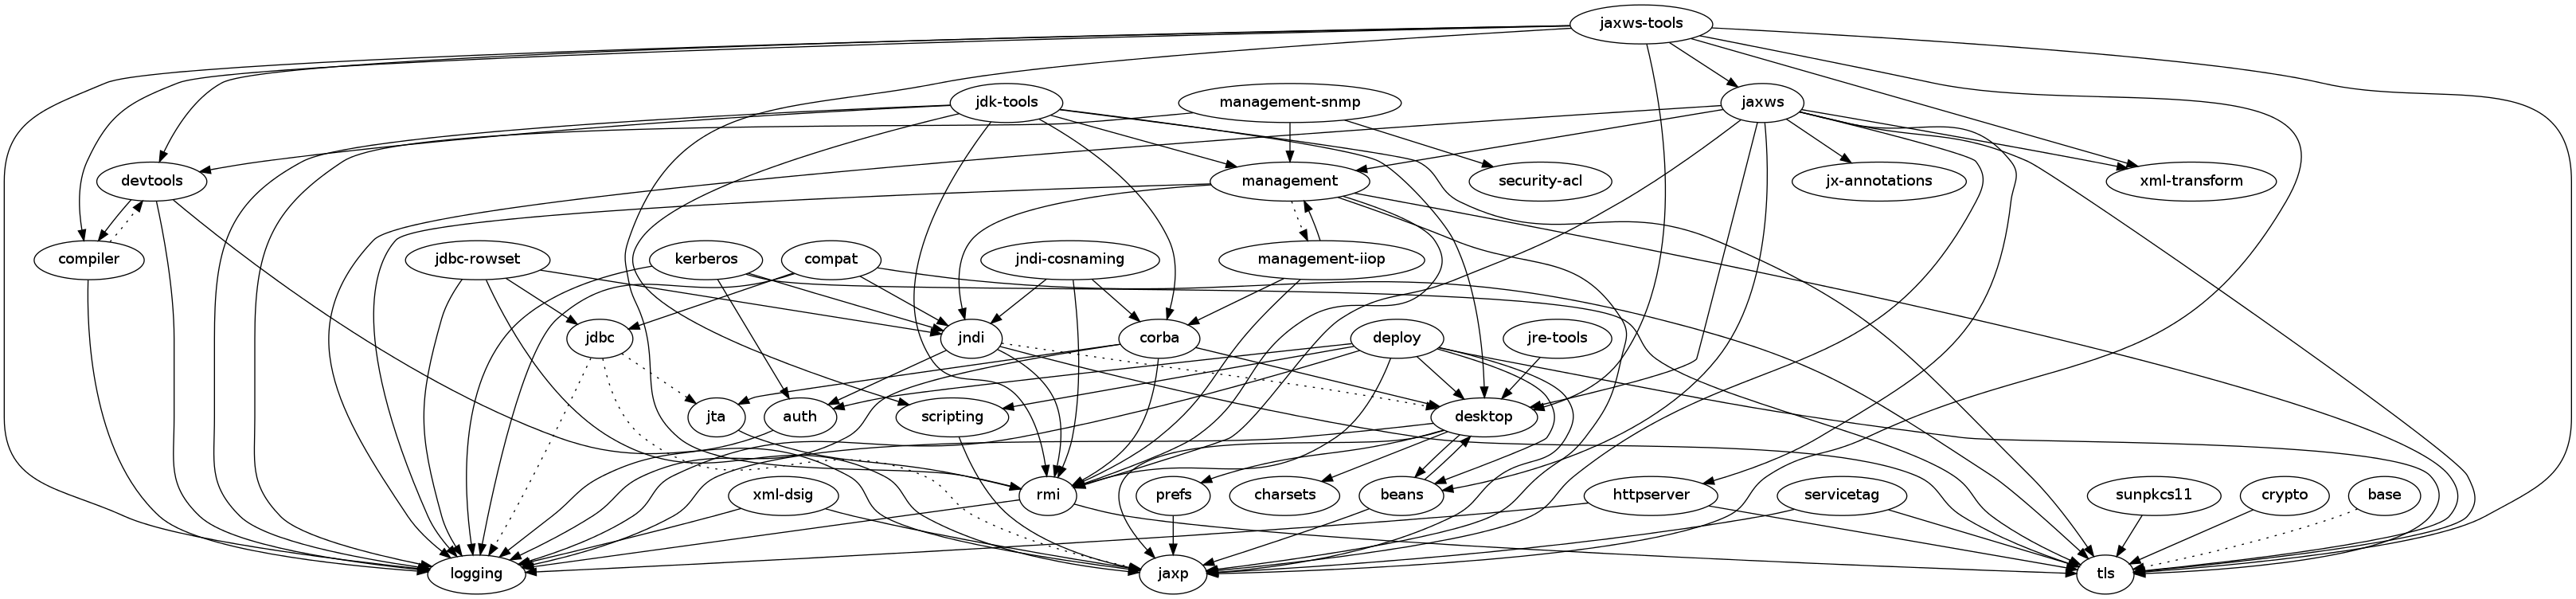 jaxws-tools
jdk-tools
management-snmp
jaxws
devtools
management
security-acl
jx-annotations
xml-transform
compiler
jdbc-rowset
kerberos
compat
jndi-cosnaming
management-iiop
jdbc
jndi
corba
deploy
jre-tools
jta
auth
scripting
desktop
xml-dsig
rmi
prefs
charsets
beans
httpserver
servicetag
sunpkcs11
crypto
base
logging
jaxp
tls